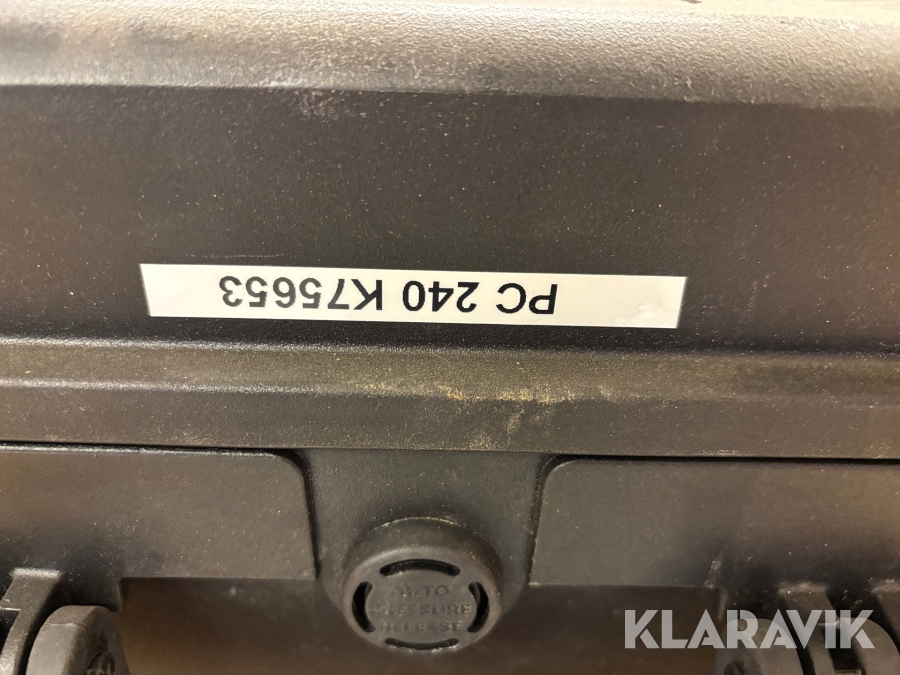 PC 240 K75653
AUTO
PRESSURE
RELEASE
KLARAVIK